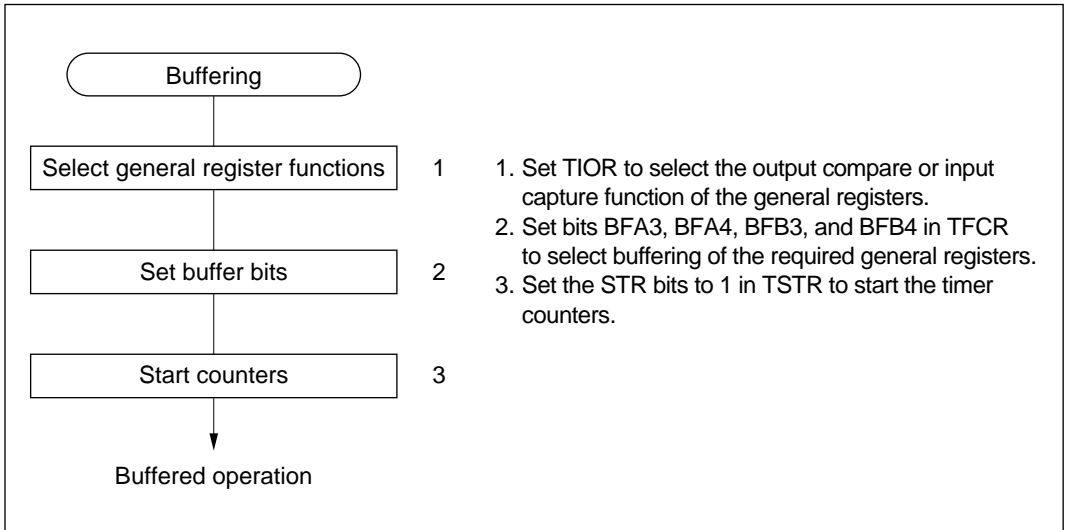 Buffering
Select general register functions
1
Set buffer bits
2
Start counters
3
Buffered operation
1. Set TIOR to select the output compare or input
capture function of the general registers.
2. Set bits BFA3, BFA4, BFB3, and BFB4 in TFCR
to select buffering of the required general registers.
3. Set the STR bits to 1 in TSTR to start the timer
counters.